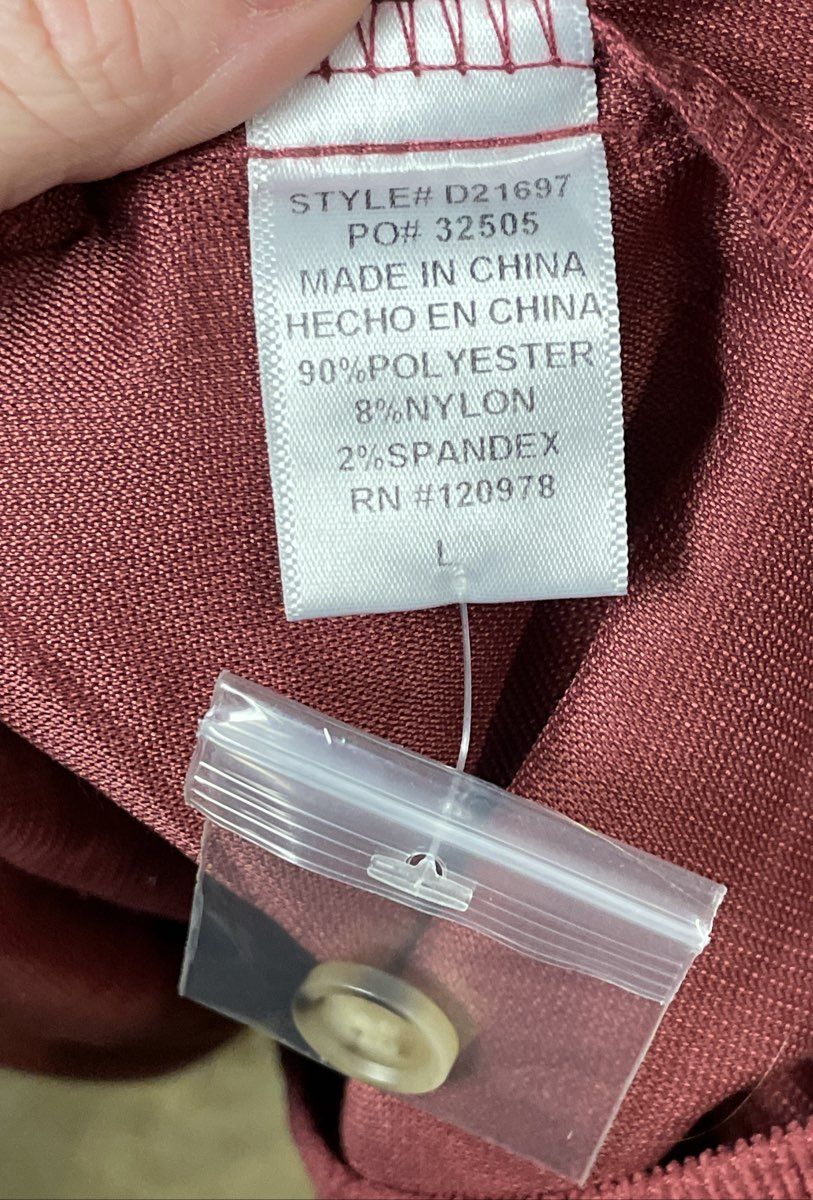 STYLE# D21697
PO# 32505
MADE IN CHINA
HECHO EN CHINA
90%POLYESTER
8%NYLON
2%SPANDEX
RN #120978
L